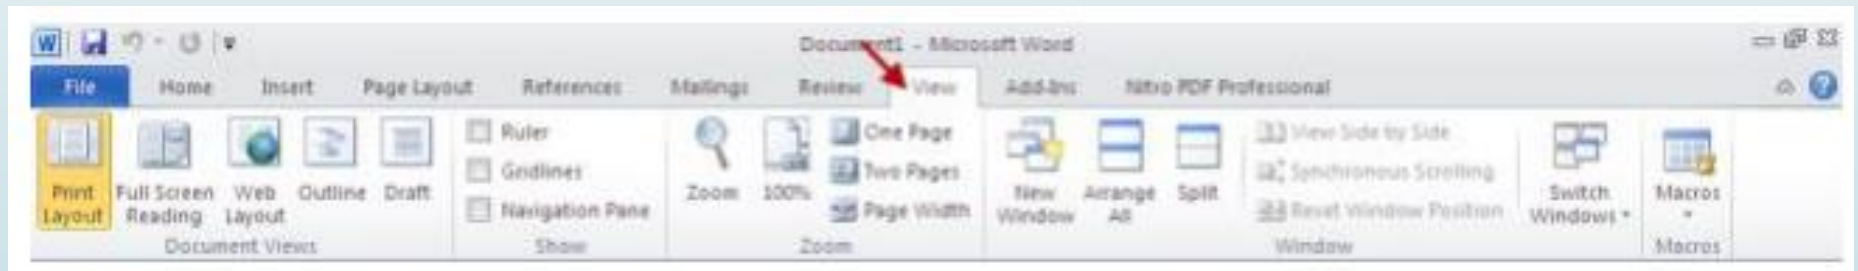 W
Document1 - Microsoft Word
File Home Insert Page Layout References Mailings Review View Add-Ins Nitro PDF Professional
Print Layout
Full Screen Reading
Web Layout
Outline
Draft
Document Views
Ruler
Gridlines
Navigation Pane
Show
Zoom
100%
One Page
Two Pages
Page Width
Zoom
New Window
Arrange All
Split
View Side by Side
Synchronous Scrolling
Reset Window Position
Switch Windows
Window
Macros
Macros